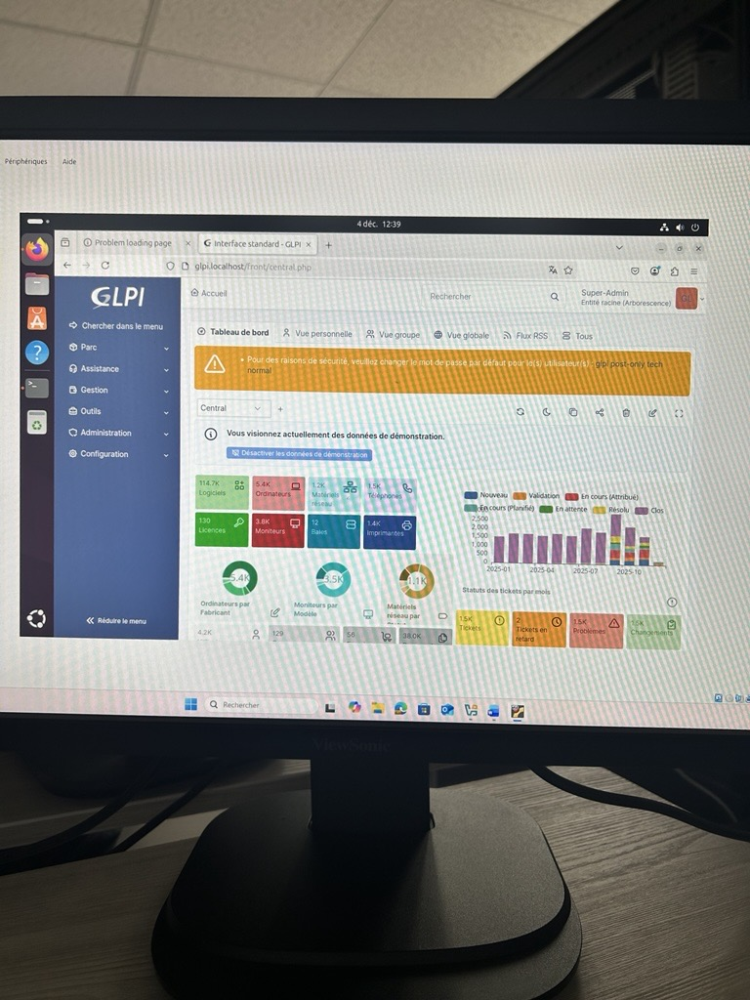 Périphériques Aide
4 déc. 12:39
Problem loading page
Interface standard - GLPI
glpi.localhost/front/central.php
GLPI
Accueil
Rechercher
Super-Admin
Entité racine (Arborescence)
Chercher dans le menu
Parc
Assistance
Gestion
Outils
Administration
Configuration
Réduire le menu
Tableau de bord
Vue personnelle
Vue groupe
Vue globale
Flux RSS
Tous
• Pour des raisons de sécurité, veuillez changer le mot de passe par défaut pour le(s) utilisateur(s) : glpi post-only tech
normal
Central
Vous visionnez actuellement des données de démonstration.
Désactiver les données de démonstration
114.7K
Logiciels
5.4K
Ordinateurs
1.2K
Matériels
réseau
1.5K
Téléphones
130
Licences
3.8K
Moniteurs
12
Baies
1.4K
Imprimantes
5.4K
Ordinateurs par
Fabricant
3.5K
Moniteurs par
Modèle
1.1K
Matériels
réseau par
4.2K
129
56
38.0K
Nouveau Validation En cours (Attribué)
En cours (Planifié) En attente Résolu Clos
2,500
2,000
1,500
1,000
500
0
2025-01 2025-04 2025-07 2025-10
Statuts des tickets par mois
1.5K
Tickets
2
Tickets en
retard
1.5K
Problèmes
1.5K
Changements
Rechercher
ViewSonic